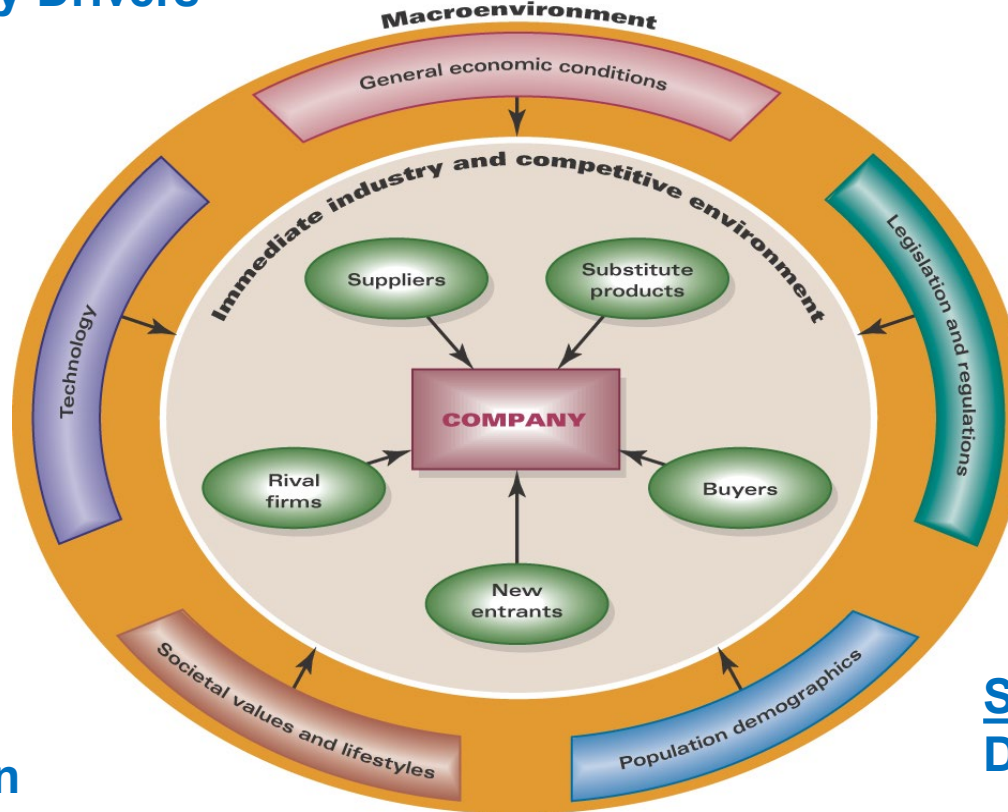 y Drivers
Macroenvironment
General economic conditions
Immediate industry and competitive environment
Legislation and regulations
Technology
Suppliers
Substitute
products
COMPANY
Rival
firms
Buyers
New
entrants
Societal values and lifestyles
Population demographics
S
D
n